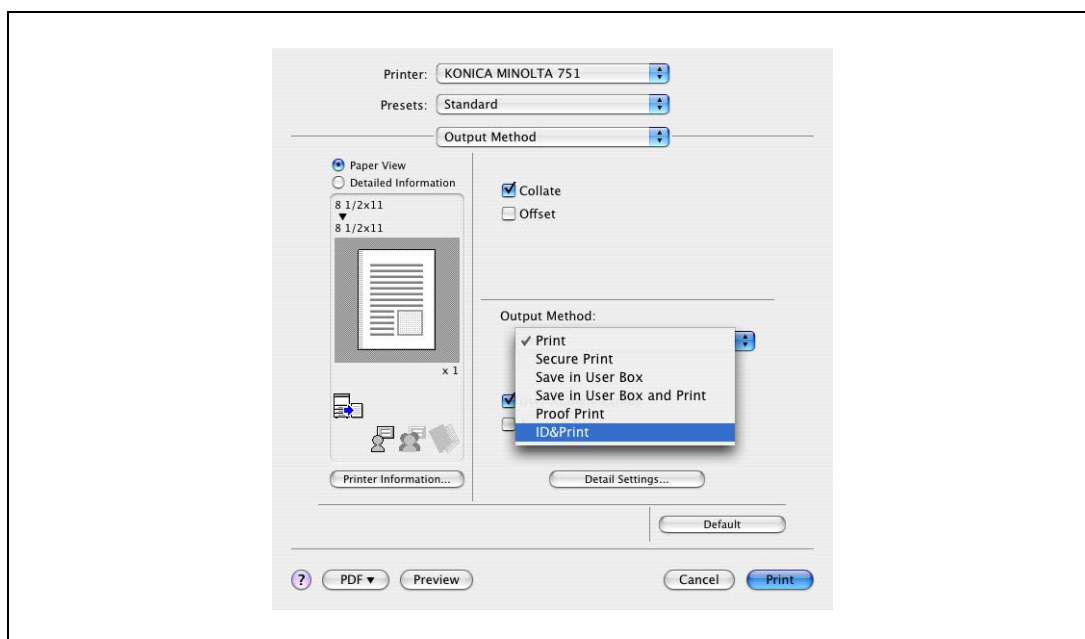 Printer: KONICA MINOLTA 751
Presets: Standard
Output Method
Paper View
Detailed Information
8 1/2x11
8 1/2x11
x 1
Printer Information...
Collate
Offset
Output Method:
✓ Print
Secure Print
Save in User Box
Save in User Box and Print
Proof Print
ID&Print
Detail Settings...
Default
? PDF Preview Cancel Print